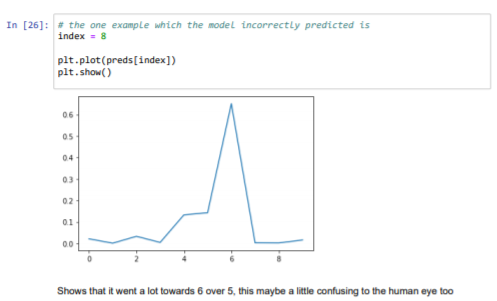 In [26]: # the one example which the model incorrectly predicted is
index = 8
plt.plot(preds[index])
plt.show()
0.6
0.5
0.4
0.3
0.2
0.1
0.0
0 2 4 6 8
Shows that it went a lot towards 6 over 5, this maybe a little confusing to the human eye too